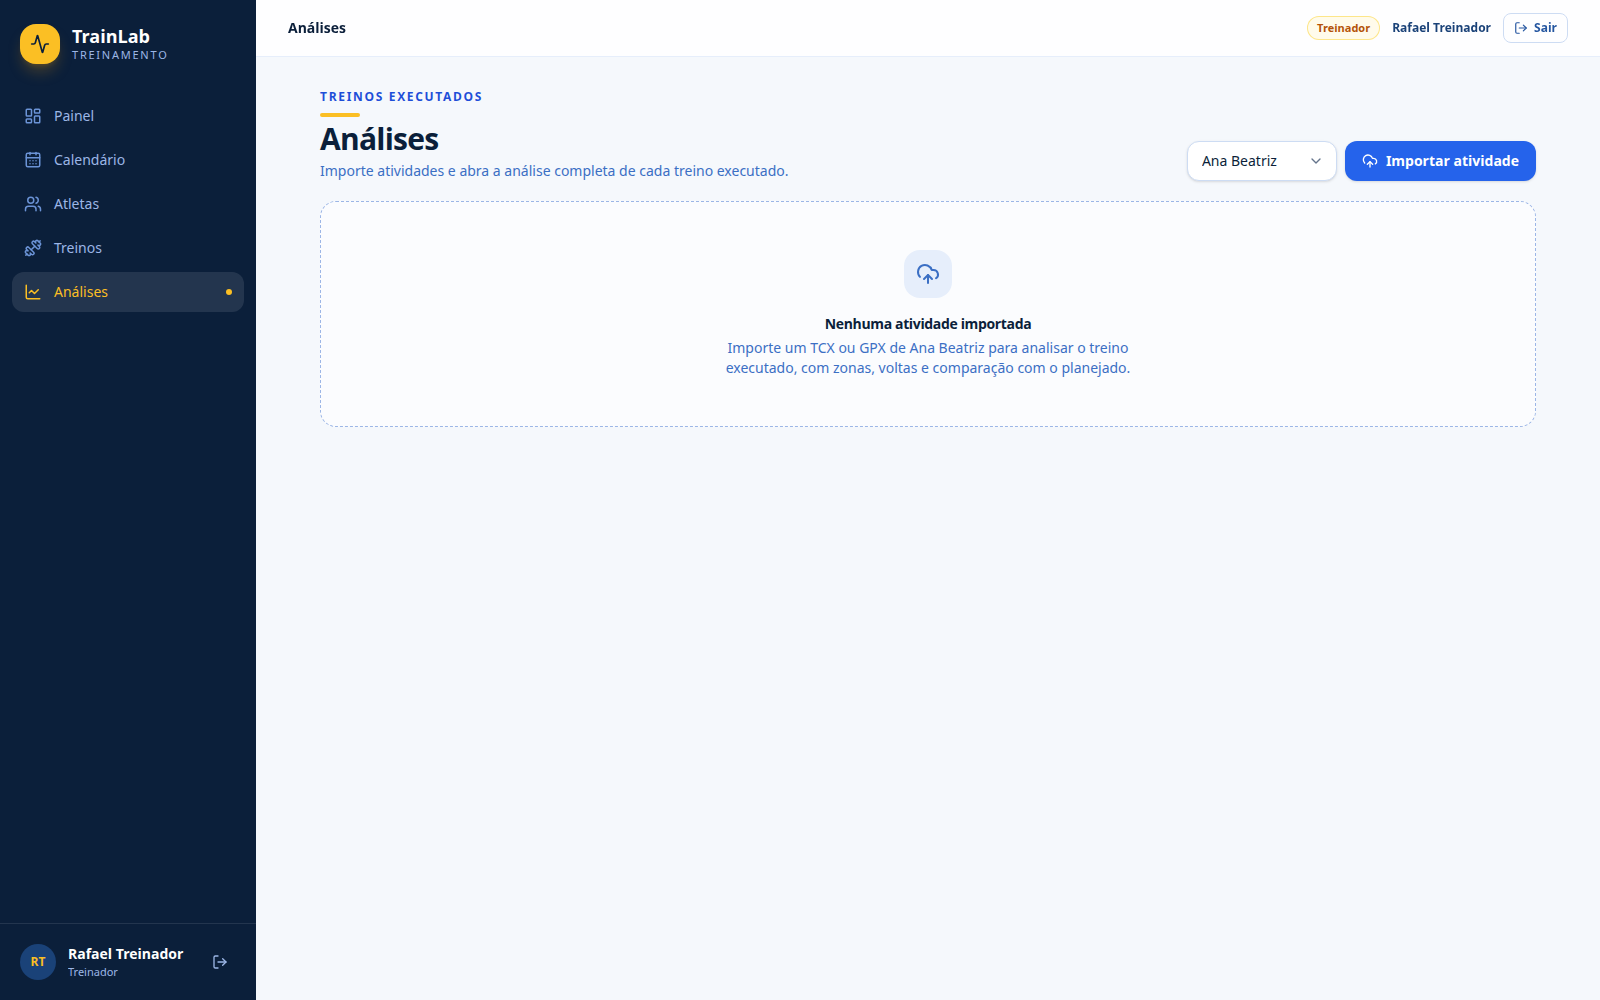 TrainLab
TREINAMENTO
Painel
Calendário
Atletas
Treinos
Análises
RT
Rafael Treinador
Treinador
Análises
Treinador
Rafael Treinador
Sair
TREINOS EXECUTADOS
Análises
Importe atividades e abra a análise completa de cada treino executado.
Ana Beatriz
Importar atividade
Nenhuma atividade importada
Importe um TCX ou GPX de Ana Beatriz para analisar o treino
executado, com zonas, voltas e comparação com o planejado.